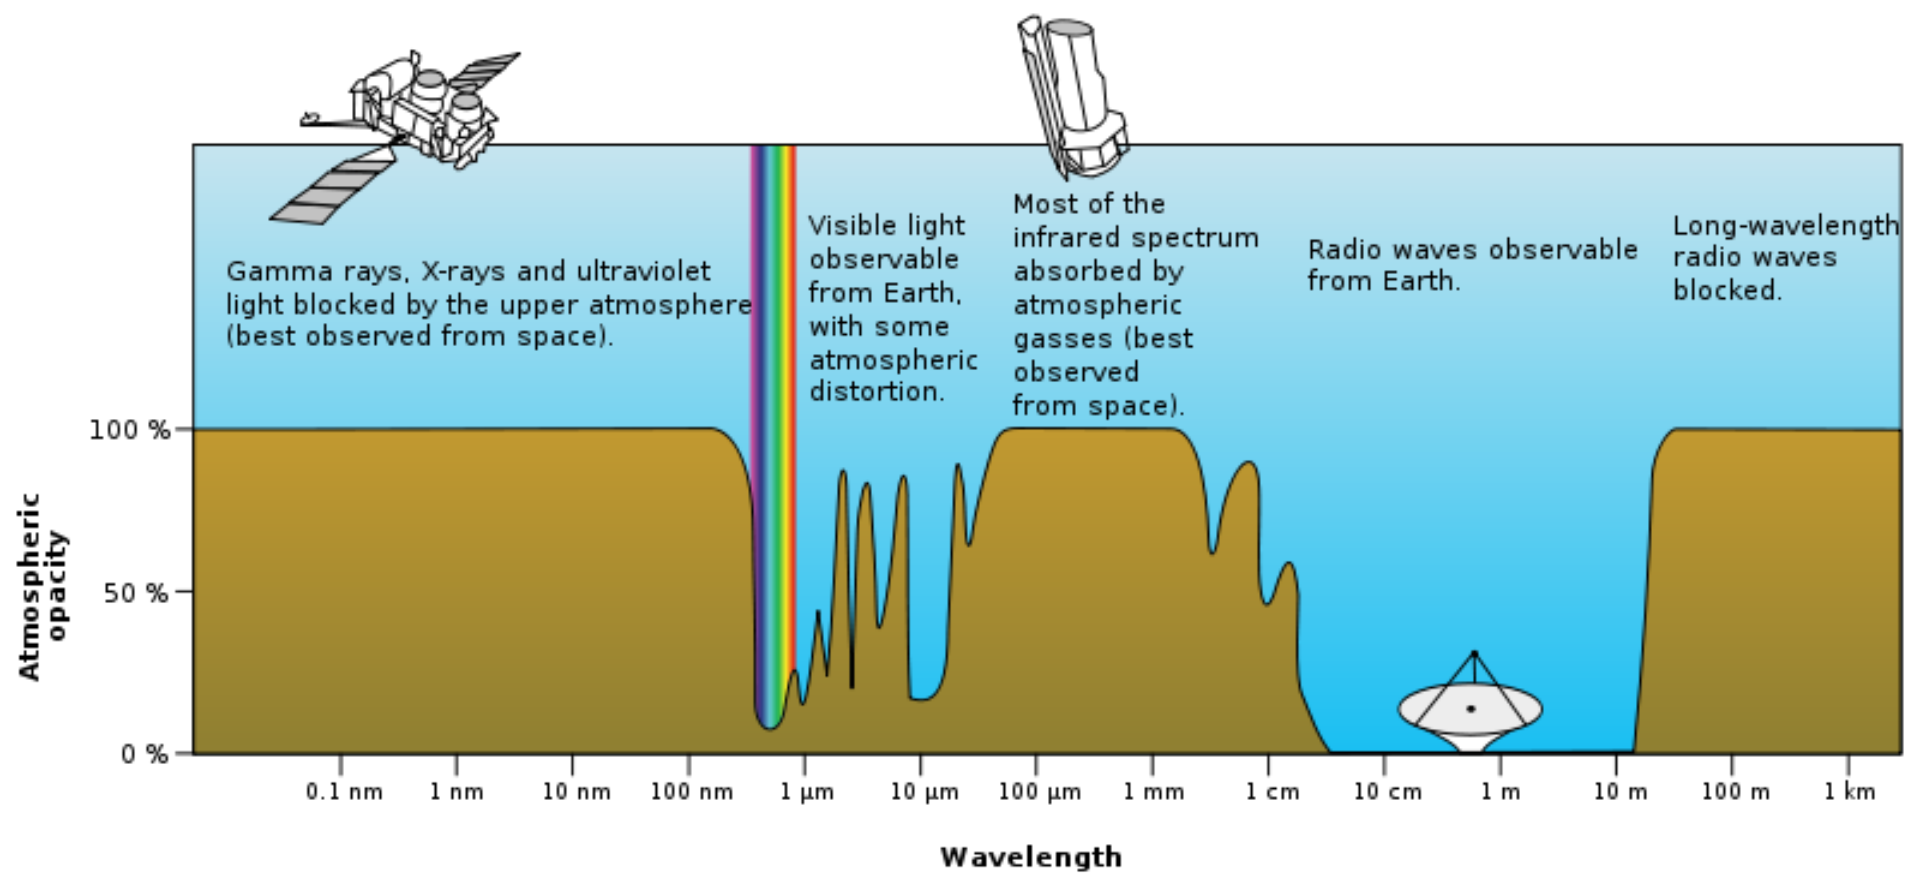 Gamma rays, X-rays and ultraviolet
light blocked by the upper atmosphere
(best observed from space).
Visible light
observable
from Earth,
with some
atmospheric
distortion.
Most of the
infrared spectrum
absorbed by
atmospheric
gasses (best
observed
from space).
Radio waves observable
from Earth.
Long-wavelength
radio waves
blocked.
Atmospheric
opacity
100 %
50 %
0 %
0.1 nm
1 nm
10 nm
100 nm
1 μm
10 μm
100 μm
1 mm
1 cm
10 cm
1 m
10 m
100 m
1 km
Wavelength